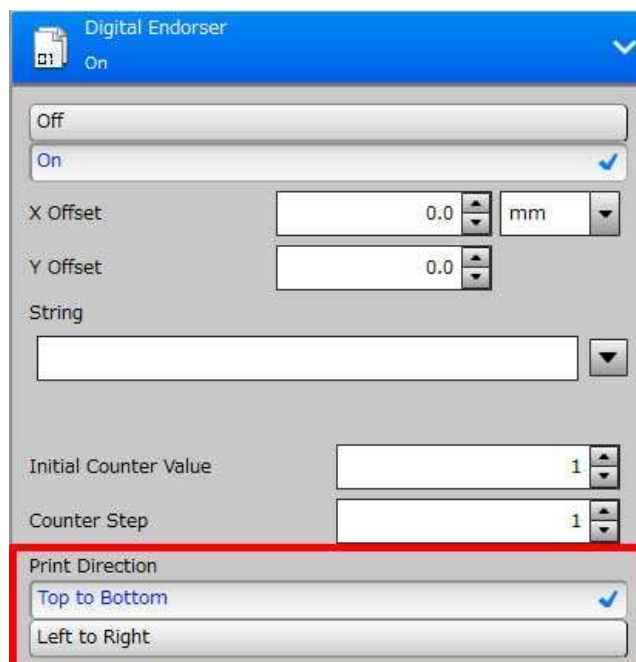 Digital Endorser
01
On
Off
On
X Offset 0.0 mm
Y Offset 0.0
String
Initial Counter Value 1
Counter Step 1
Print Direction
Top to Bottom
Left to Right